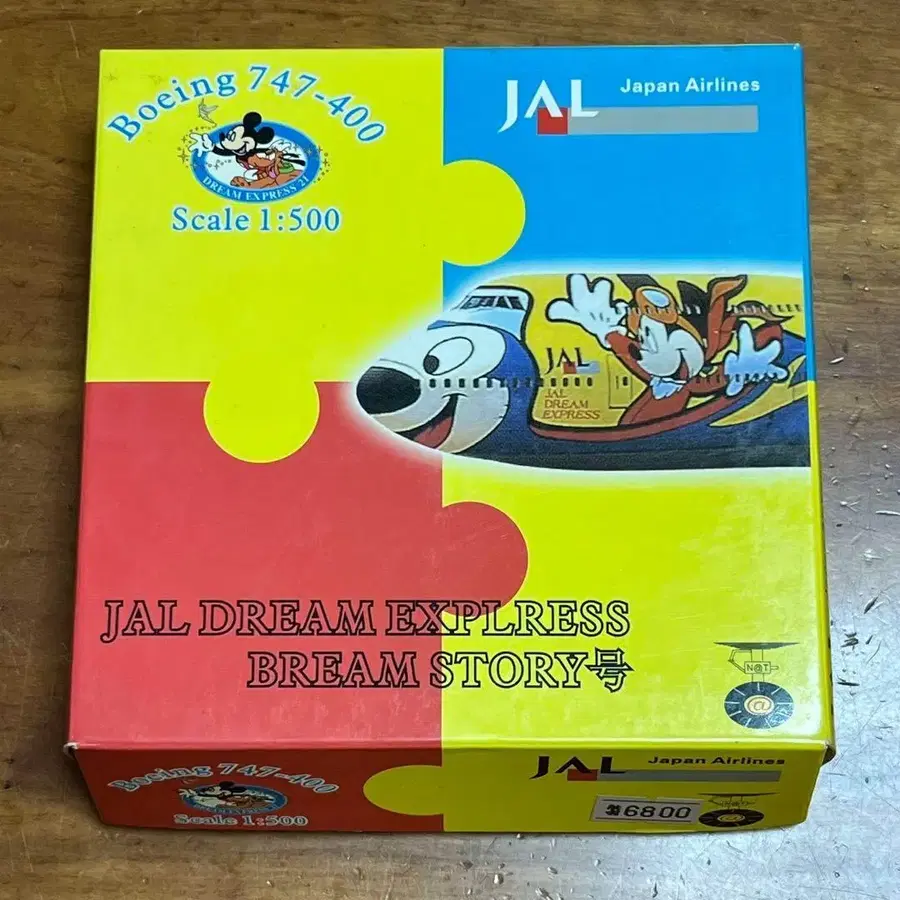 Boeing 747-400
DREAM EXPRESS 21
Scale 1:500
JAL Japan Airlines
JAL
JAL
DREAM
EXPRESS
JAL DREAM EXPLRESS
BREAM STORY号
N@T
@
Boeing 747-400
Scale 1:500
JAL Japan Airlines
6800